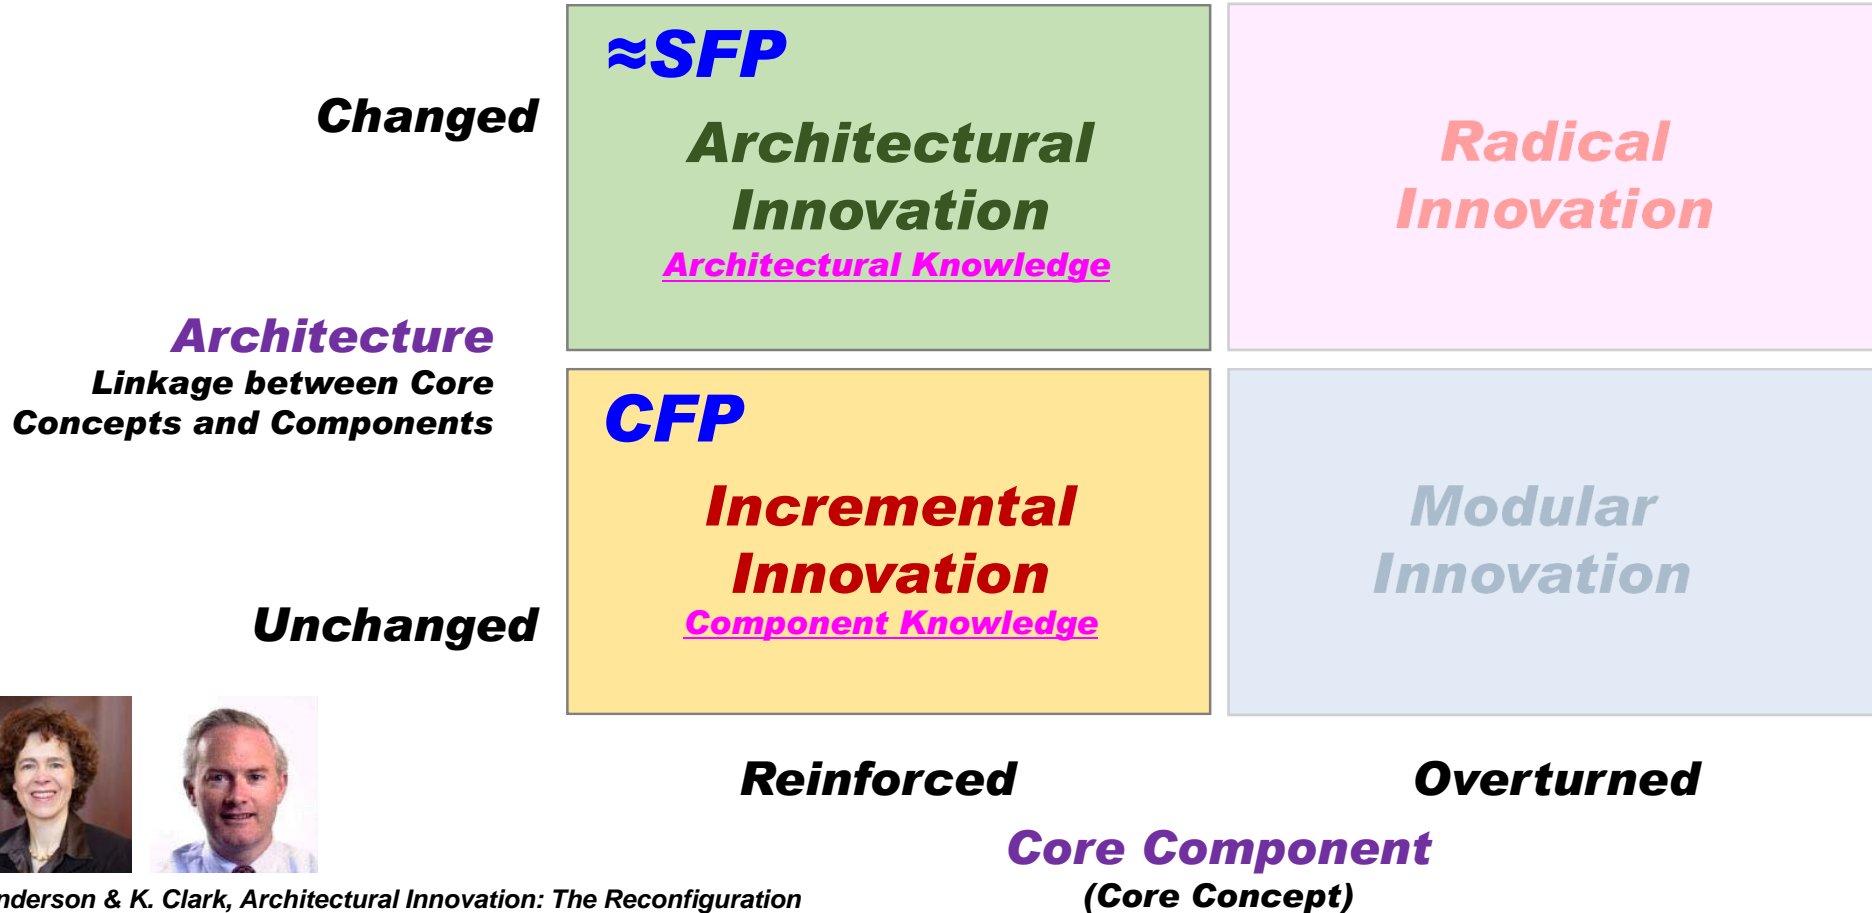 ≈SFP
Changed
Architectural
Innovation
Architectural Knowledge
Radical
Innovation
Architecture
Linkage between Core
Concepts and Components
CFP
Incremental
Innovation
Component Knowledge
Modular
Innovation
Unchanged
Reinforced
Overturned
Core Component
(Core Concept)
& K. Clark, Architectural Innovation: The Reconfiguration